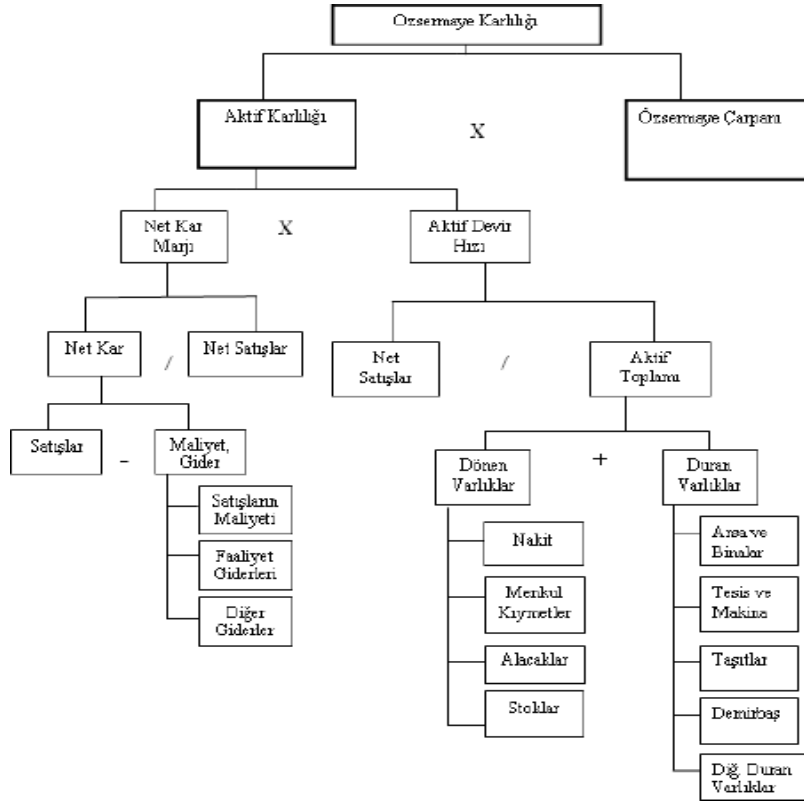 Özsermaye Karlılığı
Aktif Karlılığı
X
Özsermaye Çarpanı
Net Kar
Marjı
X
Aktif Devir
Hızı
Net Kar
/
Net Satışlar
Net
Satışlar
/
Aktif
Toplamı
Satışlar
-
Maliyet,
Gider
Dönen
Varlıklar
+
Duran
Varlıklar
Satışların
Maliyeti
Faaliyet
Giderleri
Diğer
Giderler
Nakit
Menkul
Kıymetler
Alacaklar
Stoklar
Arsa ve
Binalar
Tesis ve
Makina
Taşıtlar
Demirbaş
Diğ. Duran
Varlıklar